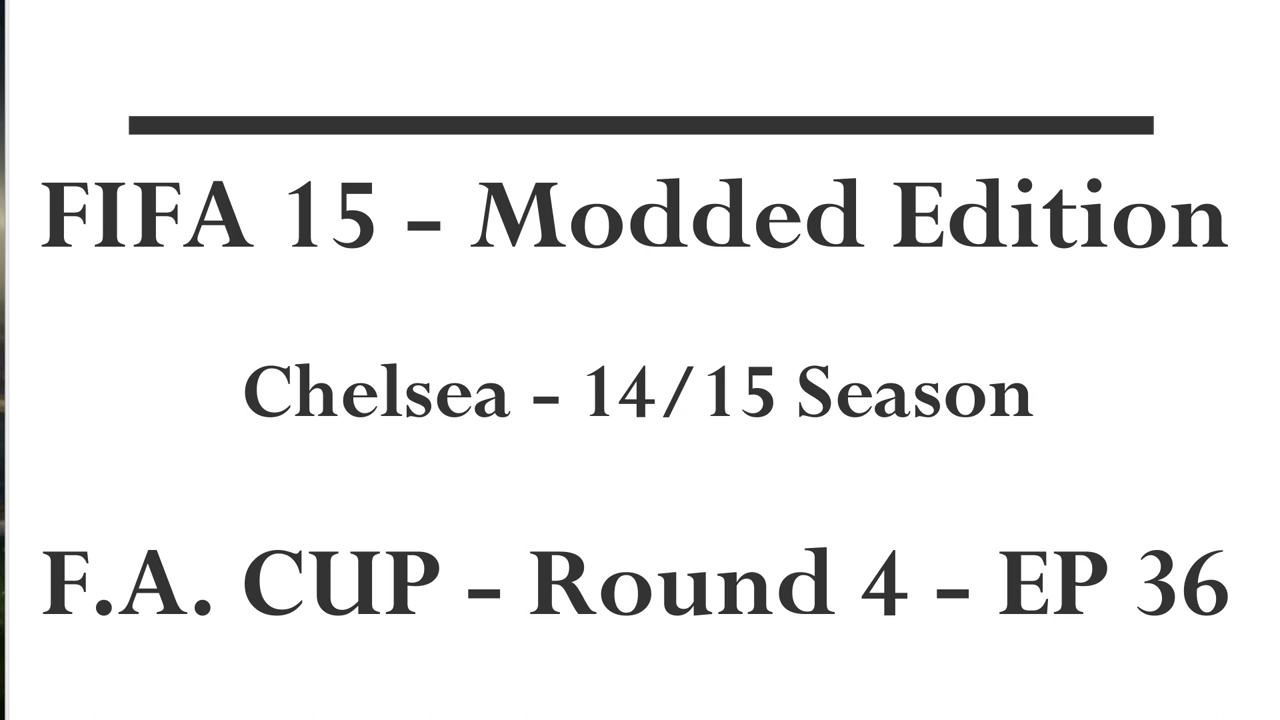 FIFA 15 - Modded Edition
Chelsea - 14/15 Season
F.A. CUP - Round 4 - EP 36